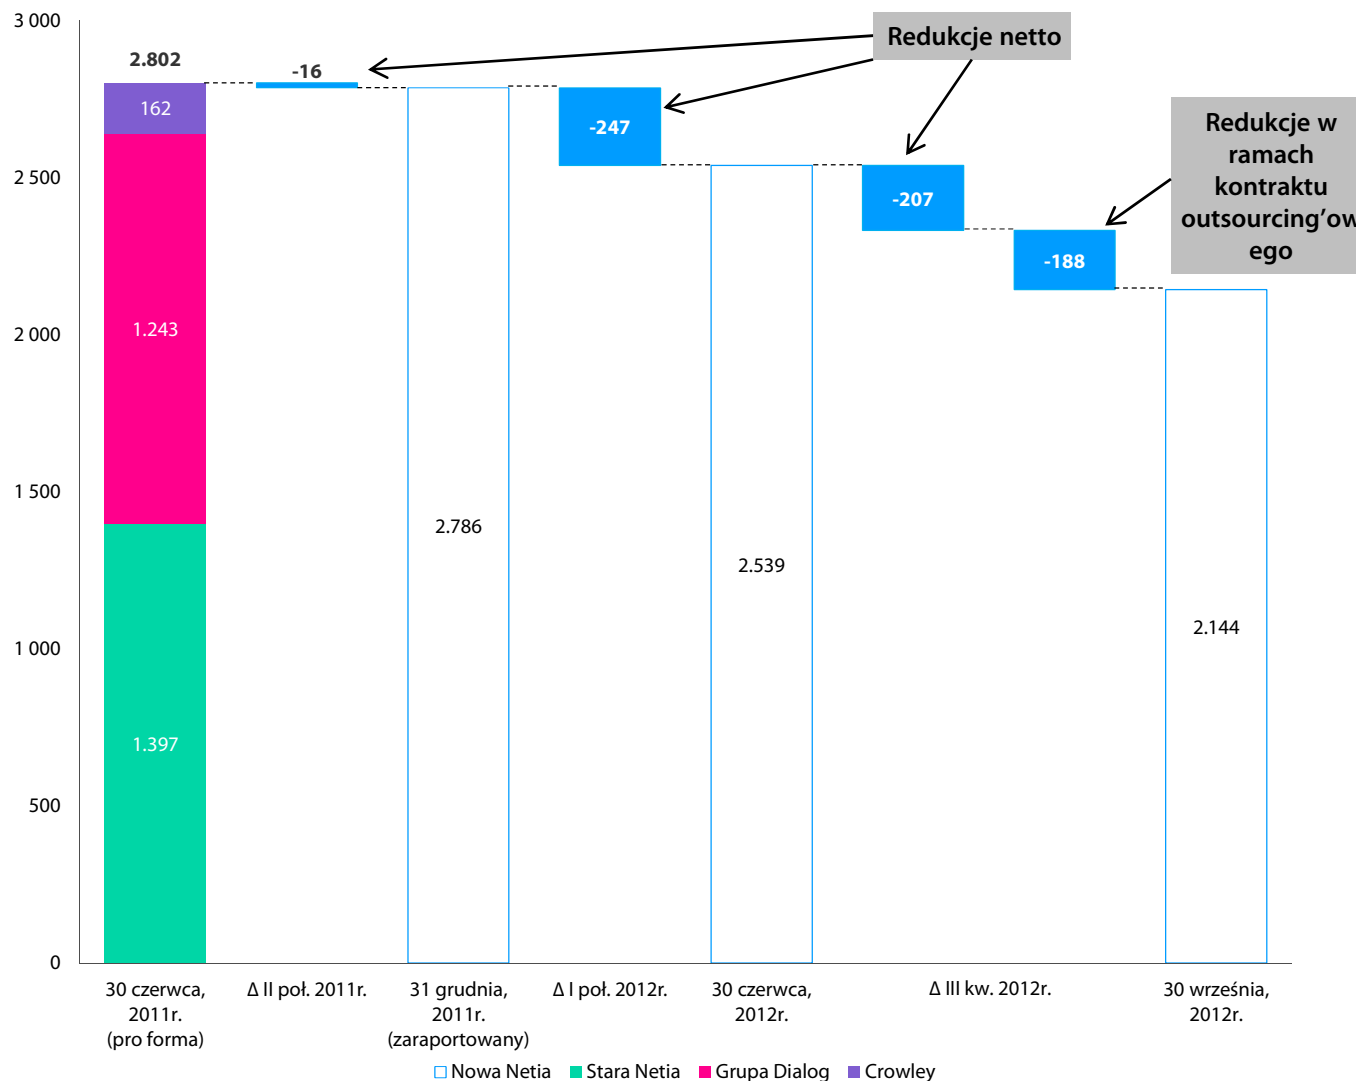 3 000
2 500
2 000
1 500
1 000
500
0
2.802
162
1.243
1.397
-16
2.786
-247
2.539
-207
-188
2.144
Redukcje netto
Redukcje w
ramach
kontraktu
outsourcing’ow
ego
30 czerwca,
2011r.
(pro forma)
Δ II poł. 2011r.
31 grudnia,
2011r.
(zaraportowany)
Δ I poł. 2012r.
30 czerwca,
2012r.
Δ III kw. 2012r.
30 września,
2012r.
Nowa Netia Stara Netia Grupa Dialog Crowley